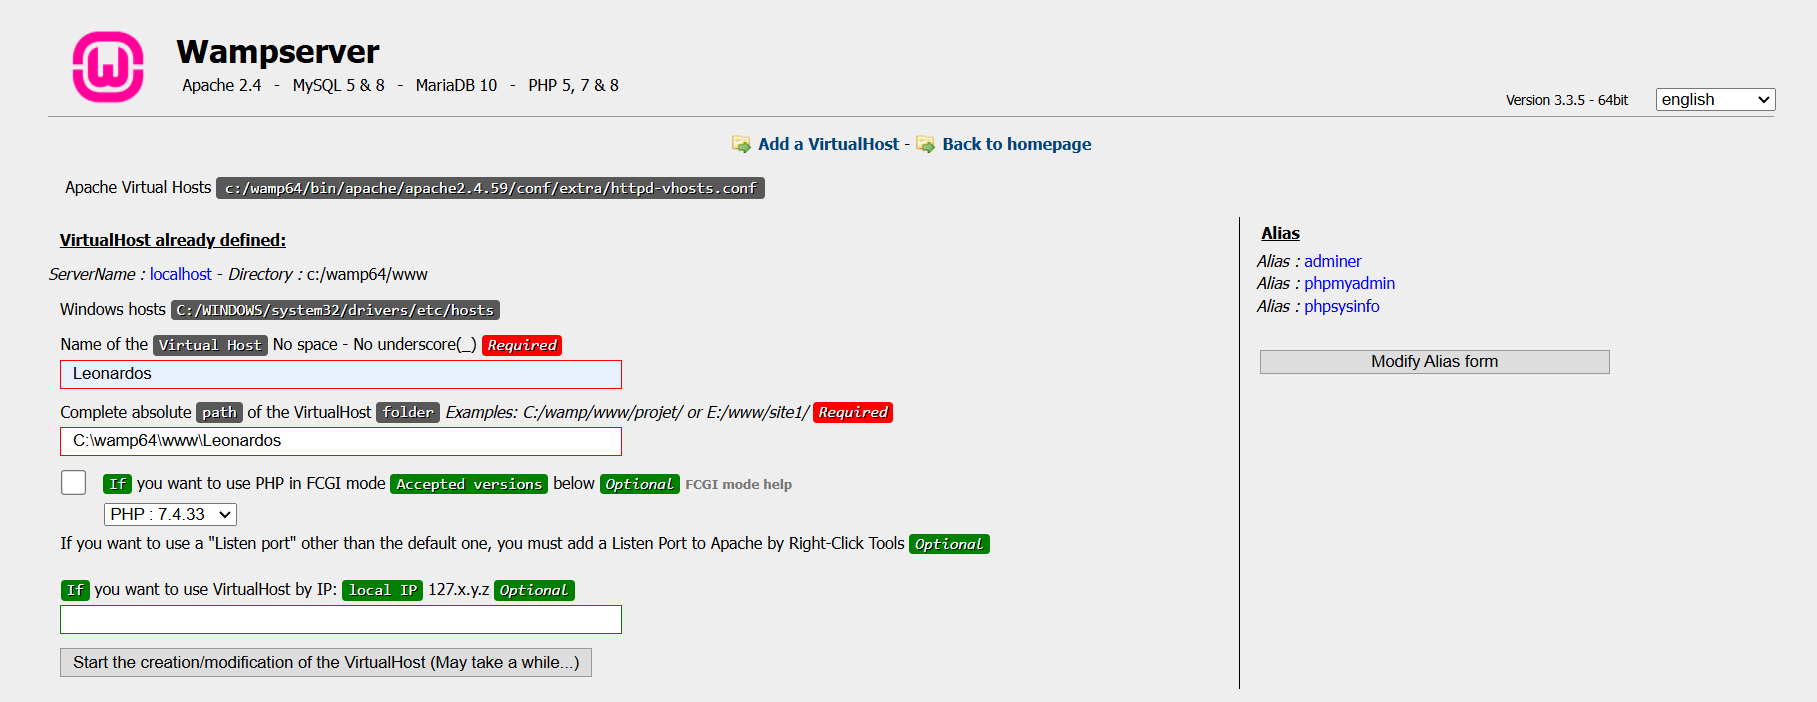 Wampserver
Apache 2.4 - MySQL 5 & 8 - MariaDB 10 - PHP 5, 7 & 8
Version 3.3.5 - 64bit english
Add a VirtualHost - Back to homepage
Apache Virtual Hosts c:/wamp64/bin/apache/apache2.4.59/conf/extra/httpd-vhosts.conf
VirtualHost already defined:
ServerName : localhost - Directory : c:/wamp64/www
Windows hosts C:/WINDOWS/system32/drivers/etc/hosts
Name of the Virtual Host No space - No underscore(_) Required
Leonardos
Complete absolute path of the VirtualHost folder Examples: C:/wamp/www/projet/ or E:/www/site1/ Required
C:\wamp64\www\Leonardos
If you want to use PHP in FCGI mode Accepted versions below Optional FCGI mode help
PHP : 7.4.33
If you want to use a "Listen port" other than the default one, you must add a Listen Port to Apache by Right-Click Tools Optional
If you want to use VirtualHost by IP: local IP 127.x.y.z Optional
Start the creation/modification of the VirtualHost (May take a while...)
Alias
Alias : adminer
Alias : phpmyadmin
Alias : phpsysinfo
Modify Alias form